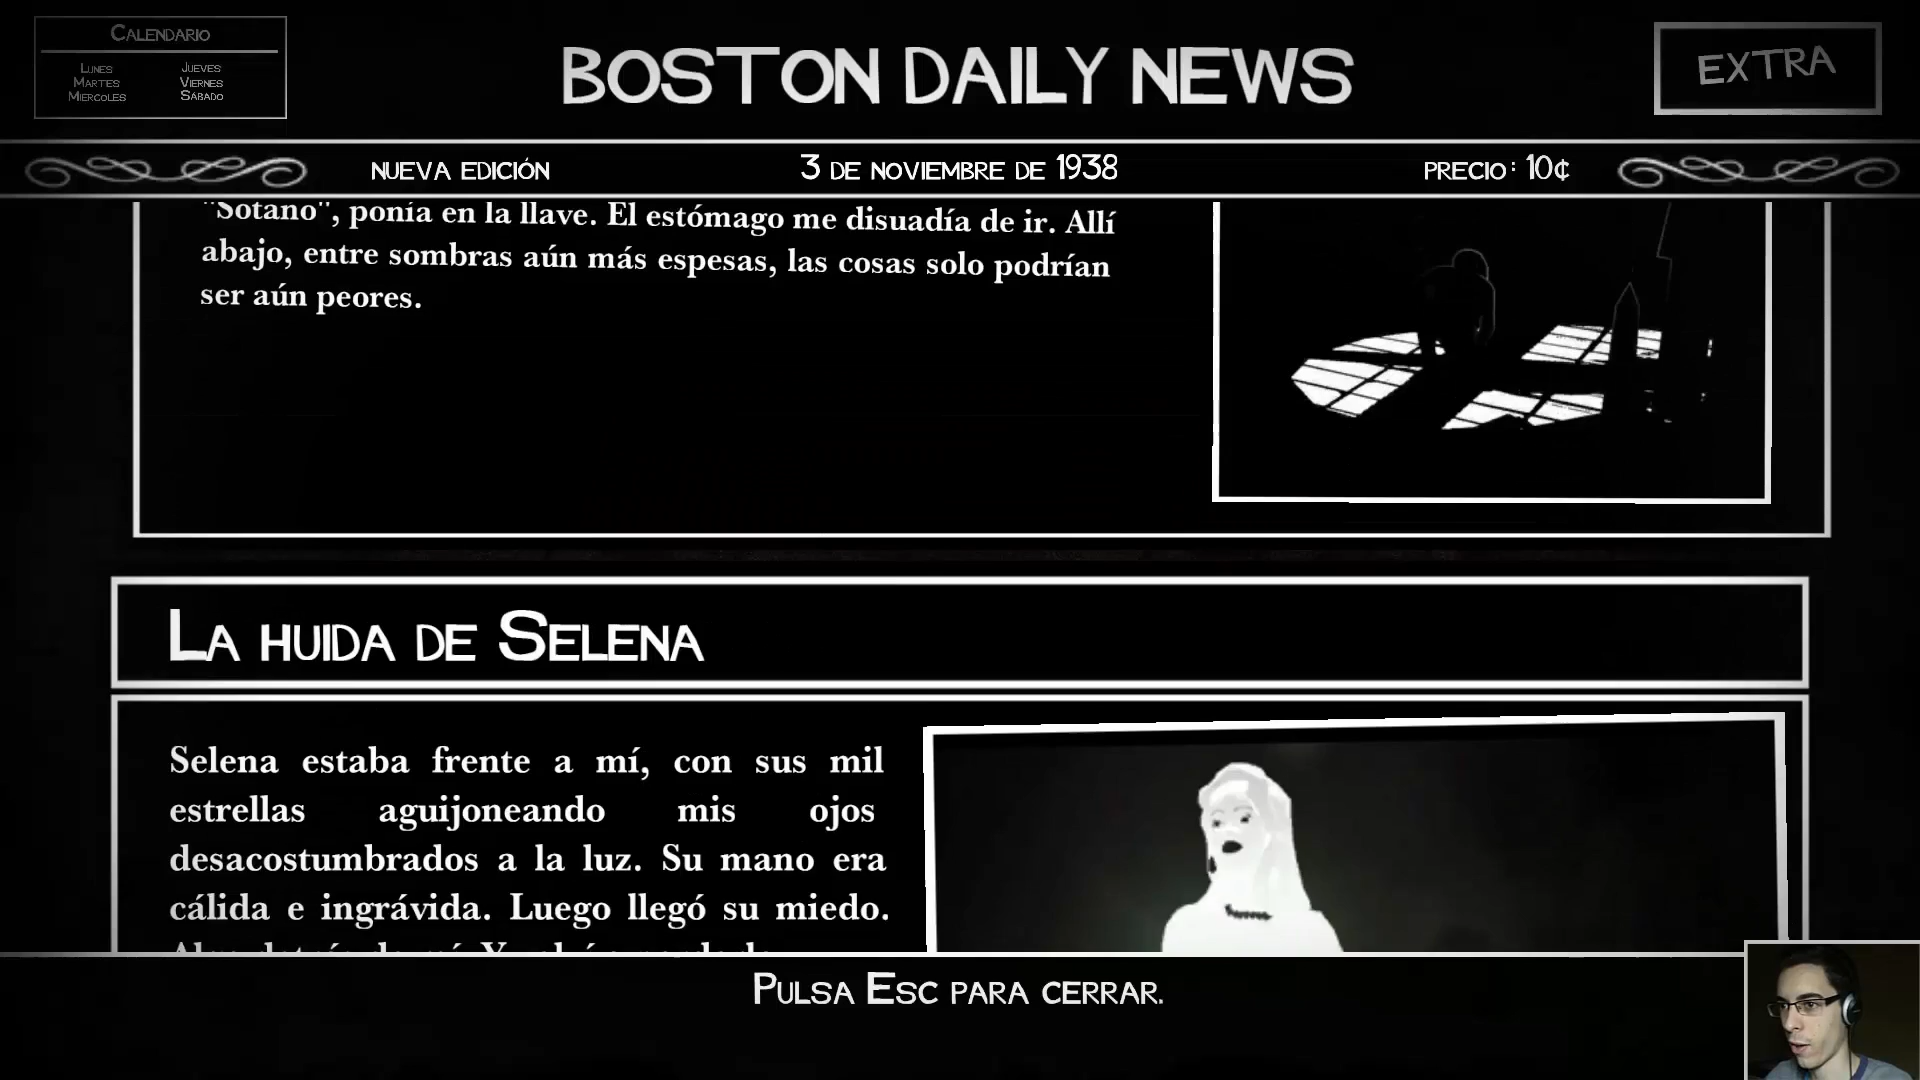 Calendario
Lunes
Martes
Miercoles
Jueves
Viernes
Sábado
BOSTON DAILY NEWS
EXTRA
NUEVA EDICIÓN
3 DE NOVIEMBRE DE 1938
PRECIO: 10¢
"Sótano", ponía en la llave. El estómago me disuadía de ir. Allí
abajo, entre sombras aún más espesas, las cosas solo podrían
ser aún peores.
La huida de Selena
Selena estaba frente a mí, con sus mil
estrellas aguijoneando mis ojos
desacostumbrados a la luz. Su mano era
cálida e ingrávida. Luego llegó su miedo.
Pulsa Esc para cerrar.